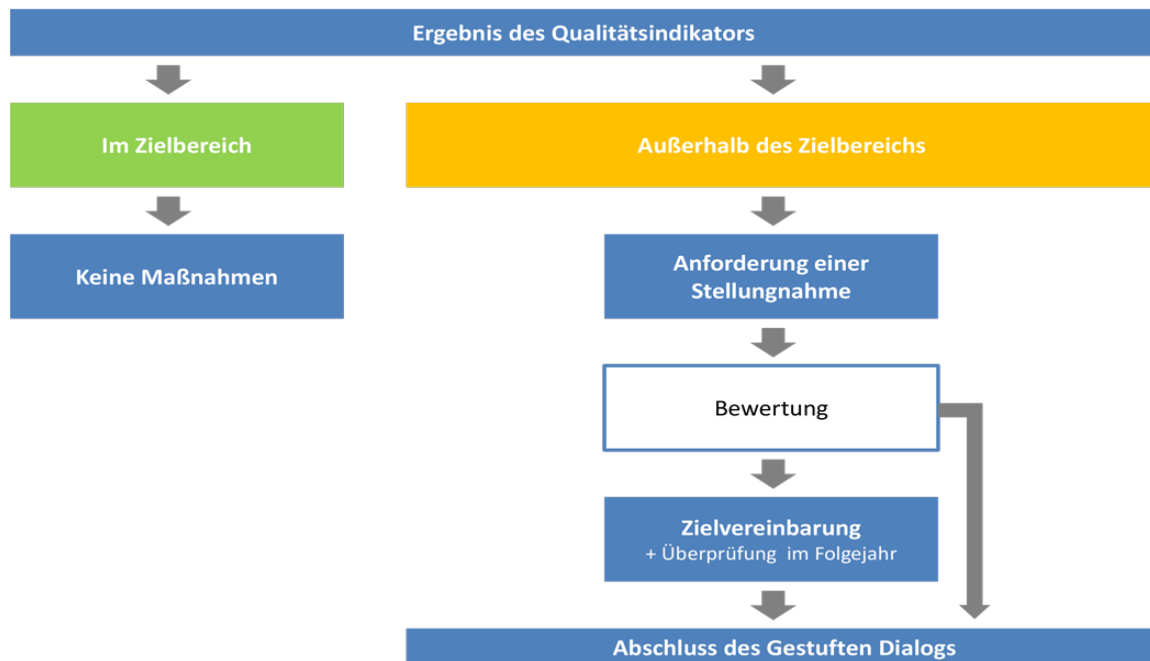 Ergebnis des Qualitätsindikators
Im Zielbereich
Außerhalb des Zielbereichs
Keine Maßnahmen
Anforderung einer
Stellungnahme
Bewertung
Zielvereinbarung
+ Überprüfung im Folgejahr
Abschluss des Gestuften Dialogs